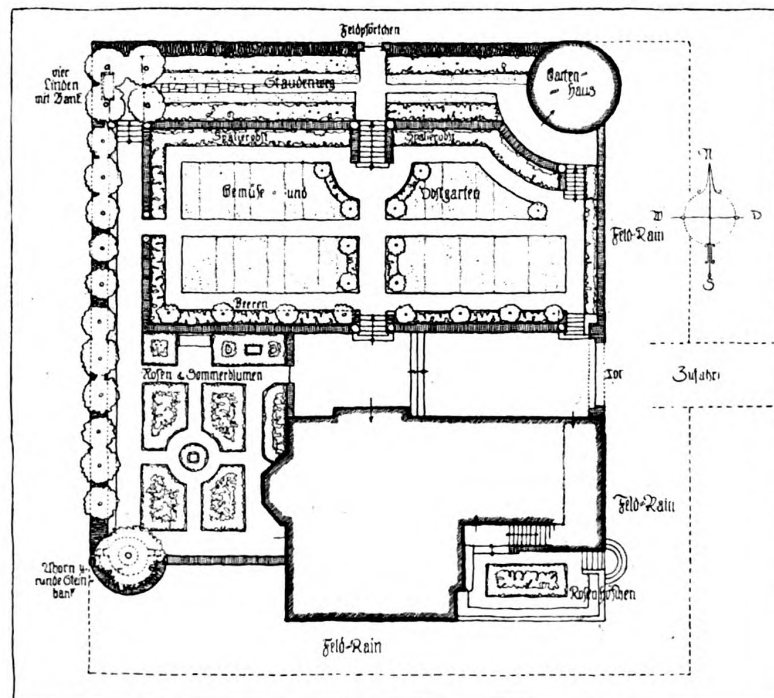 Feldpförtchen
vier
Linden
mit Bank
Staudenweg
Garten-
haus
Spalierobst
Spalierobst
Gemüse- und
Obstgarten
N
W
O
S
Feld-Rain
Beeren
Rosen & Sommerblumen
Tor
Zufahrt
Feld-Rain
Ahorn u.
runde Stein-
bank
Rosenhöfchen
Feld-Rain